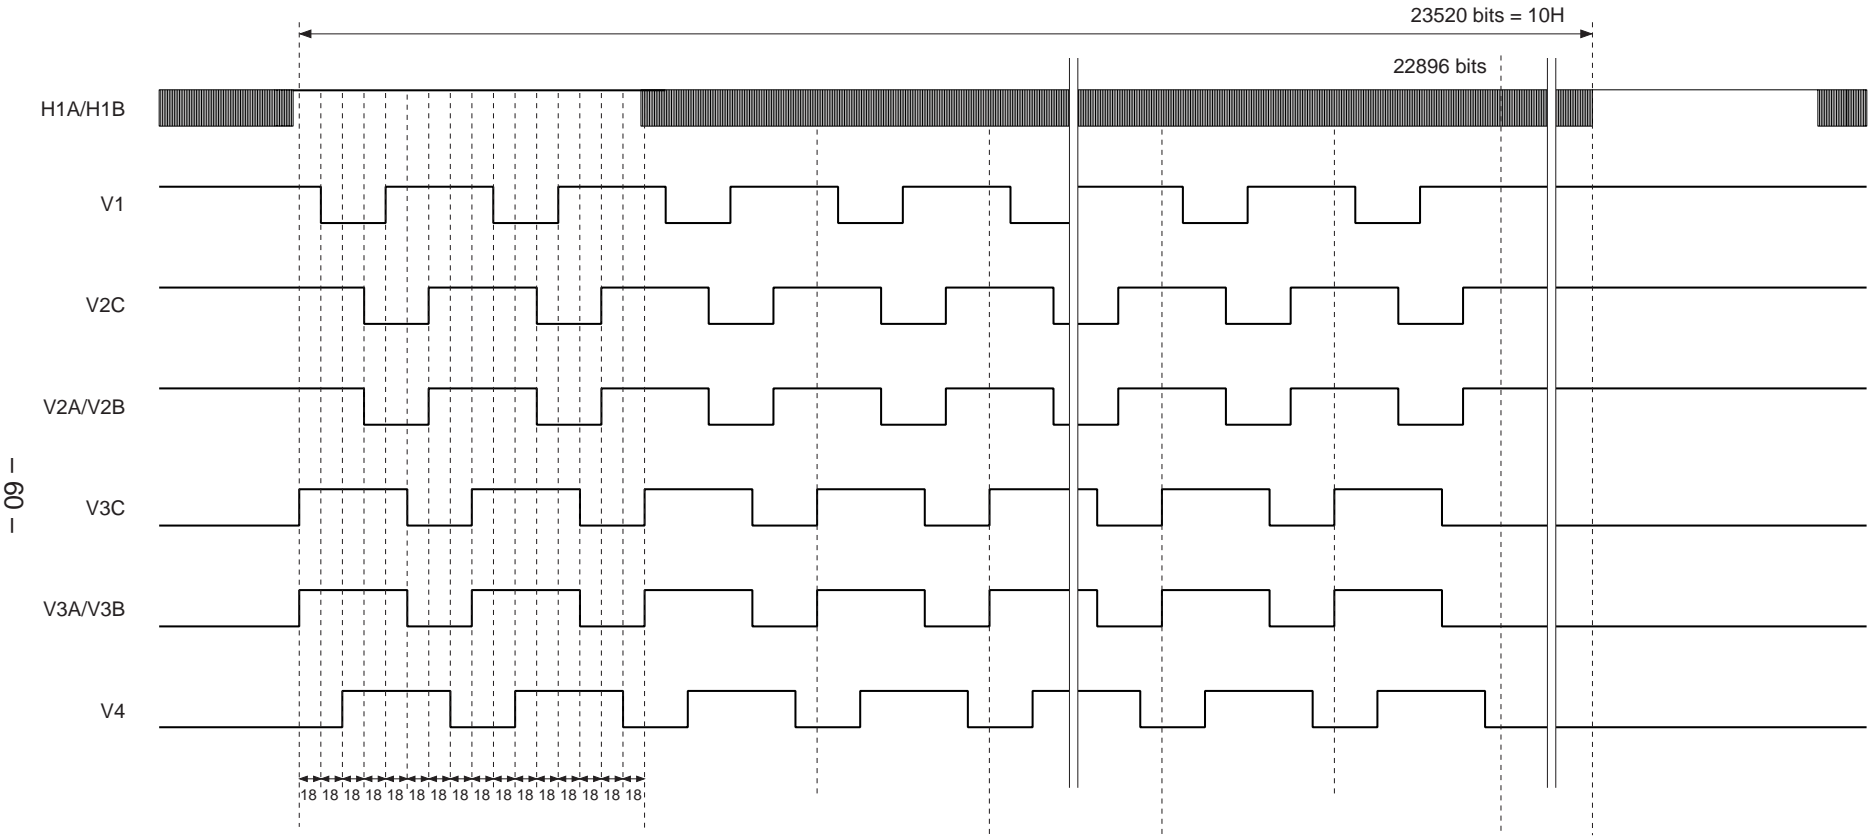 23520 bits = 10H
22896 bits
H1A/H1B
V1
V2C
V2A/V2B
V3C
V3A/V3B
V4
18 18 18 18 18 18 18 18 18 18 18 18 18 18 18 18
– 60 –